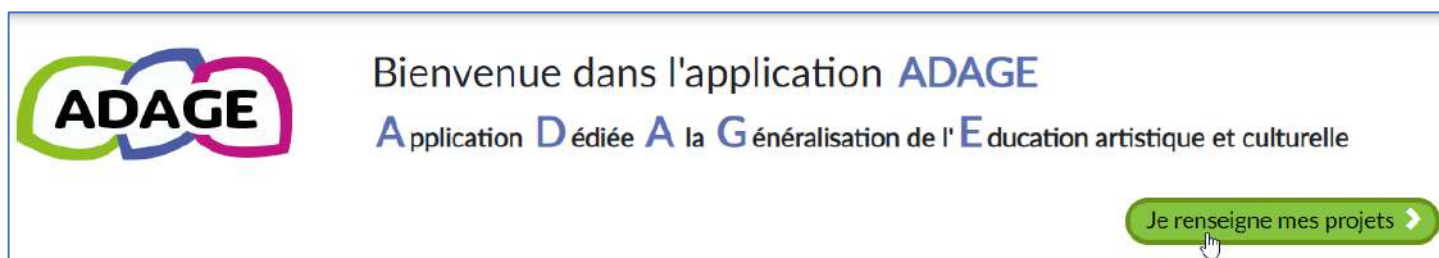 ADAGE
Bienvenue dans l'application ADAGE
Application Dédiée A la Généralisation de l'Education artistique et culturelle
Je renseigne mes projets